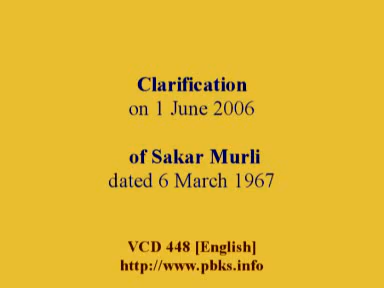 Clarification
on 1 June 2006
of Sakar Murli
dated 6 March 1967
VCD 448 [English]
http://www.pbks.info